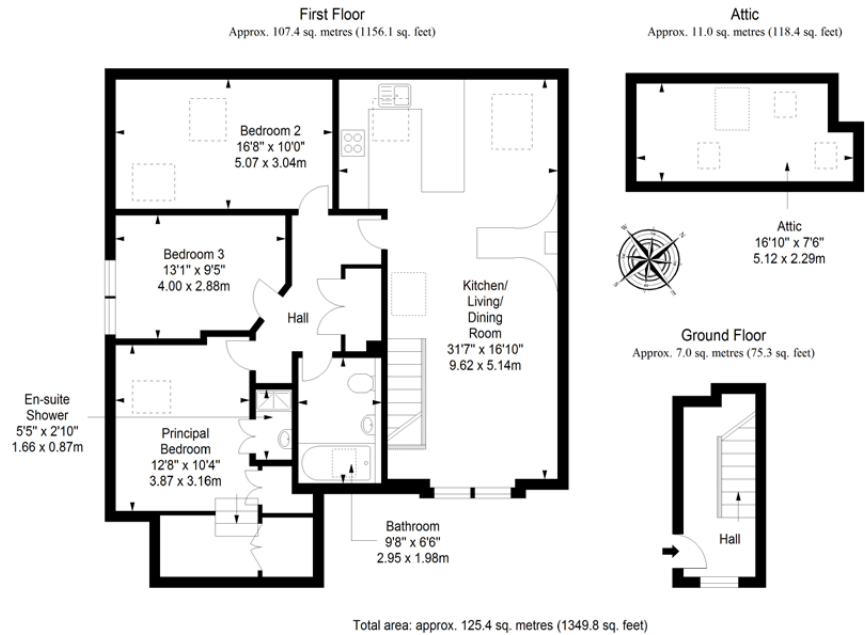 First Floor
Approx. 107.4 sq. metres (1156.1 sq. feet)
Attic
Approx. 11.0 sq. metres (118.4 sq. feet)
Bedroom 2
16'8" x 10'0"
5.07 x 3.04m
Bedroom 3
13'1" x 9'5"
4.00 x 2.88m
Hall
Kitchen/
Living/
Dining
Room
31'7" x 16'10"
9.62 x 5.14m
Attic
16'10" x 7'6"
5.12 x 2.29m
Ground Floor
Approx. 7.0 sq. metres (75.3 sq. feet)
En-suite
Shower
5'5" x 2'10"
1.66 x 0.87m
Principal
Bedroom
12'8" x 10'4"
3.87 x 3.16m
Bathroom
9'8" x 6'6"
2.95 x 1.98m
Hall
Total area: approx. 125.4 sq. metres (1349.8 sq. feet)